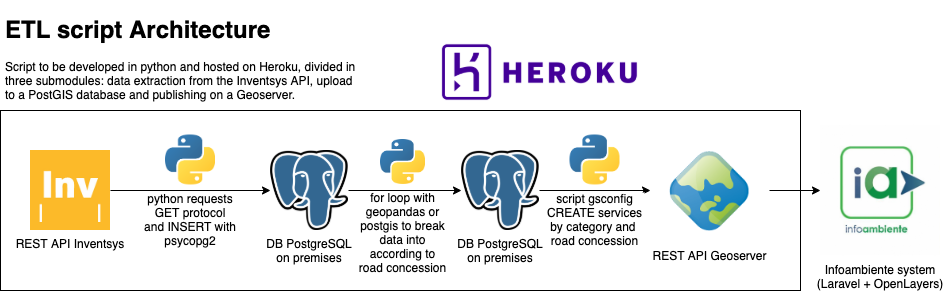 ETL script Architecture
Script to be developed in python and hosted on Heroku, divided in
three submodules: data extraction from the Inventsys API, upload
to a PostGIS database and publishing on a Geoserver.
HEROKU
Inv
REST API Inventsys
python requests
GET protocol
and INSERT with
psycopg2
DB PostgreSQL
on premises
for loop with
geopandas or
postgis to break
data into
according to
road concession
DB PostgreSQL
on premises
script gsconfig
CREATE services
by category and
road concession
REST API Geoserver
ia
infoambiente
Infoambiente system
(Laravel + OpenLayers)